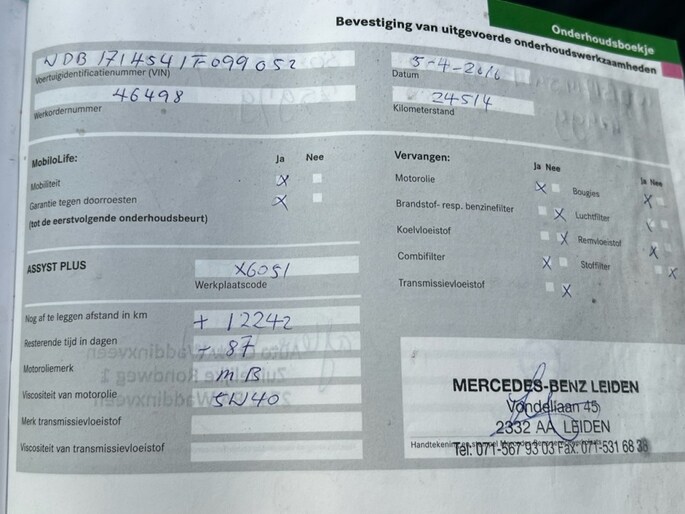 Onderhoudsboekje
Bevestiging van uitgevoerde onderhoudswerkzaamheden
WDB 1714541F099052
Voertuigidentificatienummer (VIN)
5-4-2016
Datum
46498
Werkordernummer
24514
Kilometerstand
MobiloLife:
Ja Nee
Mobiliteit X
Garantie tegen doorroesten X
(tot de eerstvolgende onderhoudsbeurt)
Vervangen:
Ja Nee
Ja Nee
Motorolie X
Bougies X
Brandstof- resp. benzinefilter X
Luchtfilter
Koelvloeistof X
Remvloeistof X
Combifilter X
Stoffilter X
Transmissievloeistof X
ASSYST PLUS
X6051
Werkplaatscode
Nog af te leggen afstand in km + 12242
Resterende tijd in dagen - 87
Motoroliemerk MB
Viscositeit van motorolie 5W40
Merk transmissievloeistof
Viscositeit van transmissievloeistof
MERCEDES-BENZ LEIDEN
Vondellaan 45
2332 AA LEIDEN
Tel: 071-567 93 03 Fax: 071-531 68 38